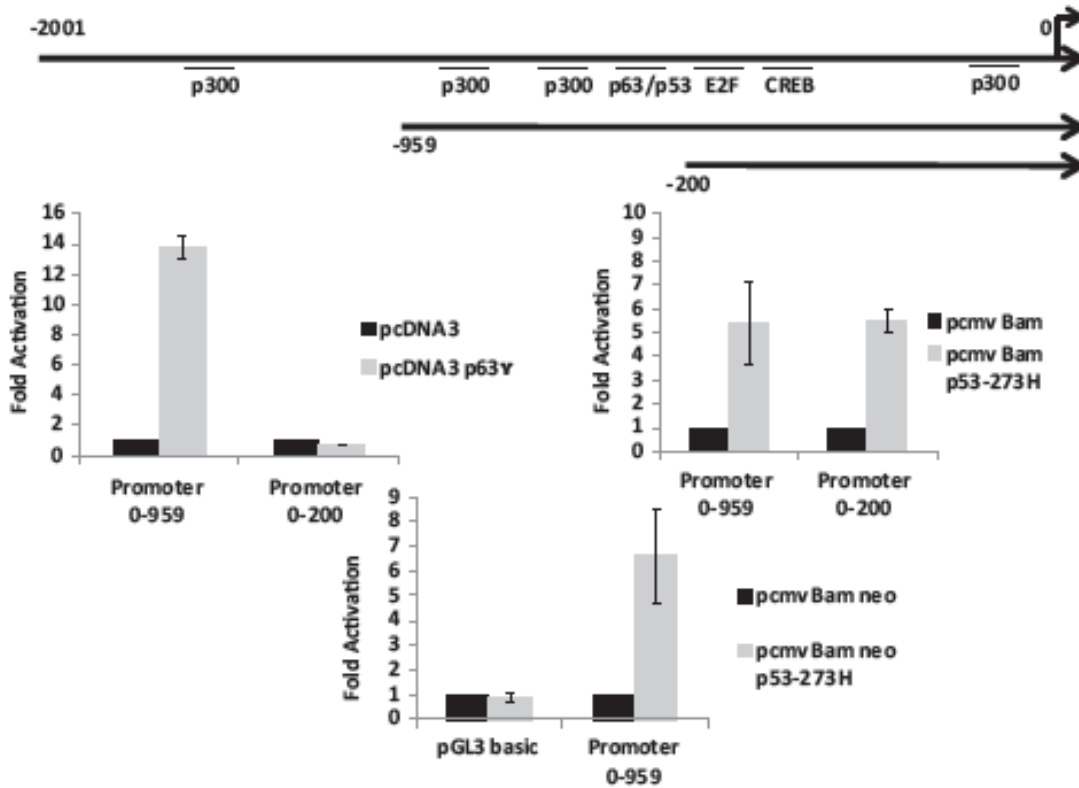 -2001
0
p300
p300
p300
p63/p53
E2F
CREB
p300
-959
-200
Fold Activation
16
14
12
10
8
6
4
2
0
Promoter
0-959
Promoter
0-200
pcDNA3
pcDNA3 p63γ
Fold Activation
10
9
8
7
6
5
4
3
2
1
0
Promoter
0-959
Promoter
0-200
pcmv Bam
pcmv Bam
p53-273H
Fold Activation
9
8
7
6
5
4
3
2
1
0
pGL3 basic
Promoter
0-959
pcmv Bam neo
pcmv Bam neo
p53-273H